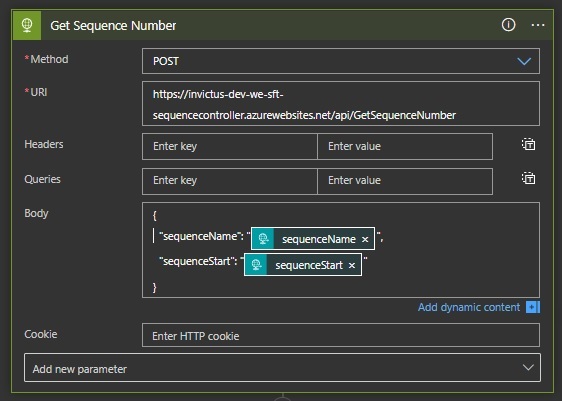 Get Sequence Number
* Method
POST
* URI
https://invictus-dev-we-sft-
sequencecontroller.azurewebsites.net/api/GetSequenceNumber
Headers
Enter key
Enter value
Queries
Enter key
Enter value
Body
{
"sequenceName": " sequenceName × ",
"sequenceStart": " sequenceStart × "
}
Add dynamic content
Cookie
Enter HTTP cookie
Add new parameter